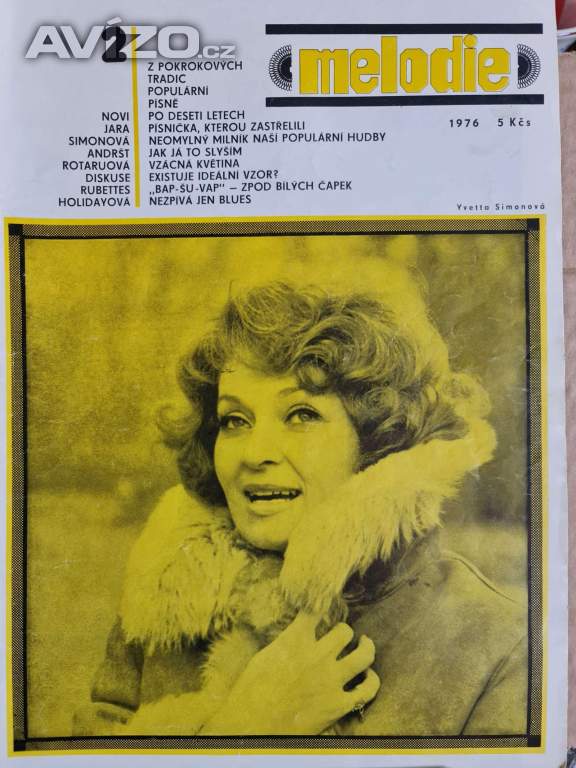 AVÍZO.cz
2
melodie
Z POKROKOVÝCH
TRADIC
POPULÁRNÍ
PÍSNĚ
NOVI PO DESETI LETECH
JARA PÍSNIČKA, KTEROU ZASTŘELILI
SIMONOVÁ NEOMYLNÝ MILNÍK NAŠÍ POPULÁRNÍ HUDBY
ANDRŠT JAK JÁ TO SLYŠÍM
ROTARUOVÁ VZÁCNÁ KVĚTINA
DISKUSE EXISTUJE IDEÁLNÍ VZOR?
RUBETTES „BAP-ŠU-VAP" – ZPOD BÍLÝCH ČAPEK
HOLIDAYOVÁ NEZPÍVÁ JEN BLUES
1976 5 Kčs
Yvetta Simonová